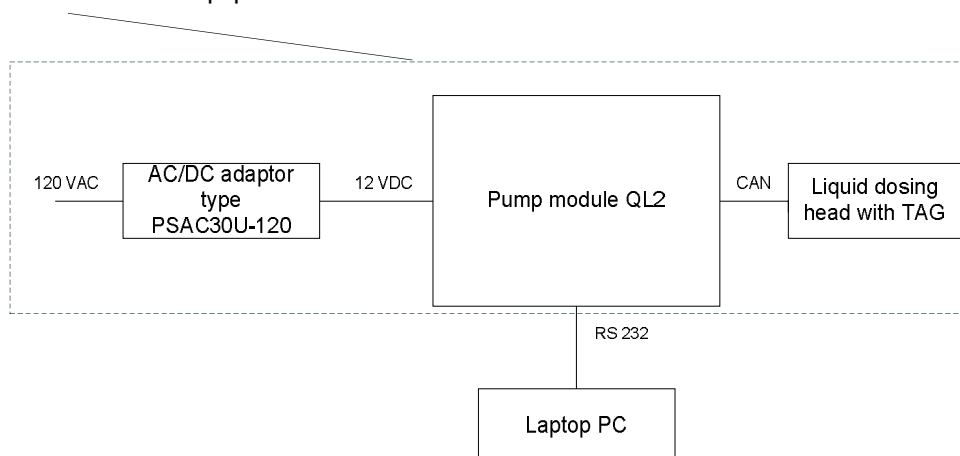 120 VAC
AC/DC adaptor
type
PSAC30U-120
12 VDC
Pump module QL2
CAN
Liquid dosing
head with TAG
RS 232
Laptop PC